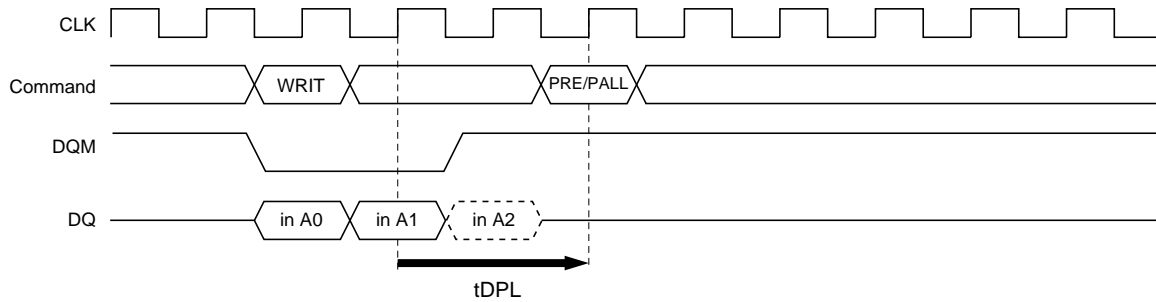 CLK
Command WRIT PRE/PALL
DQM
DQ in A0 in A1 in A2
tDPL